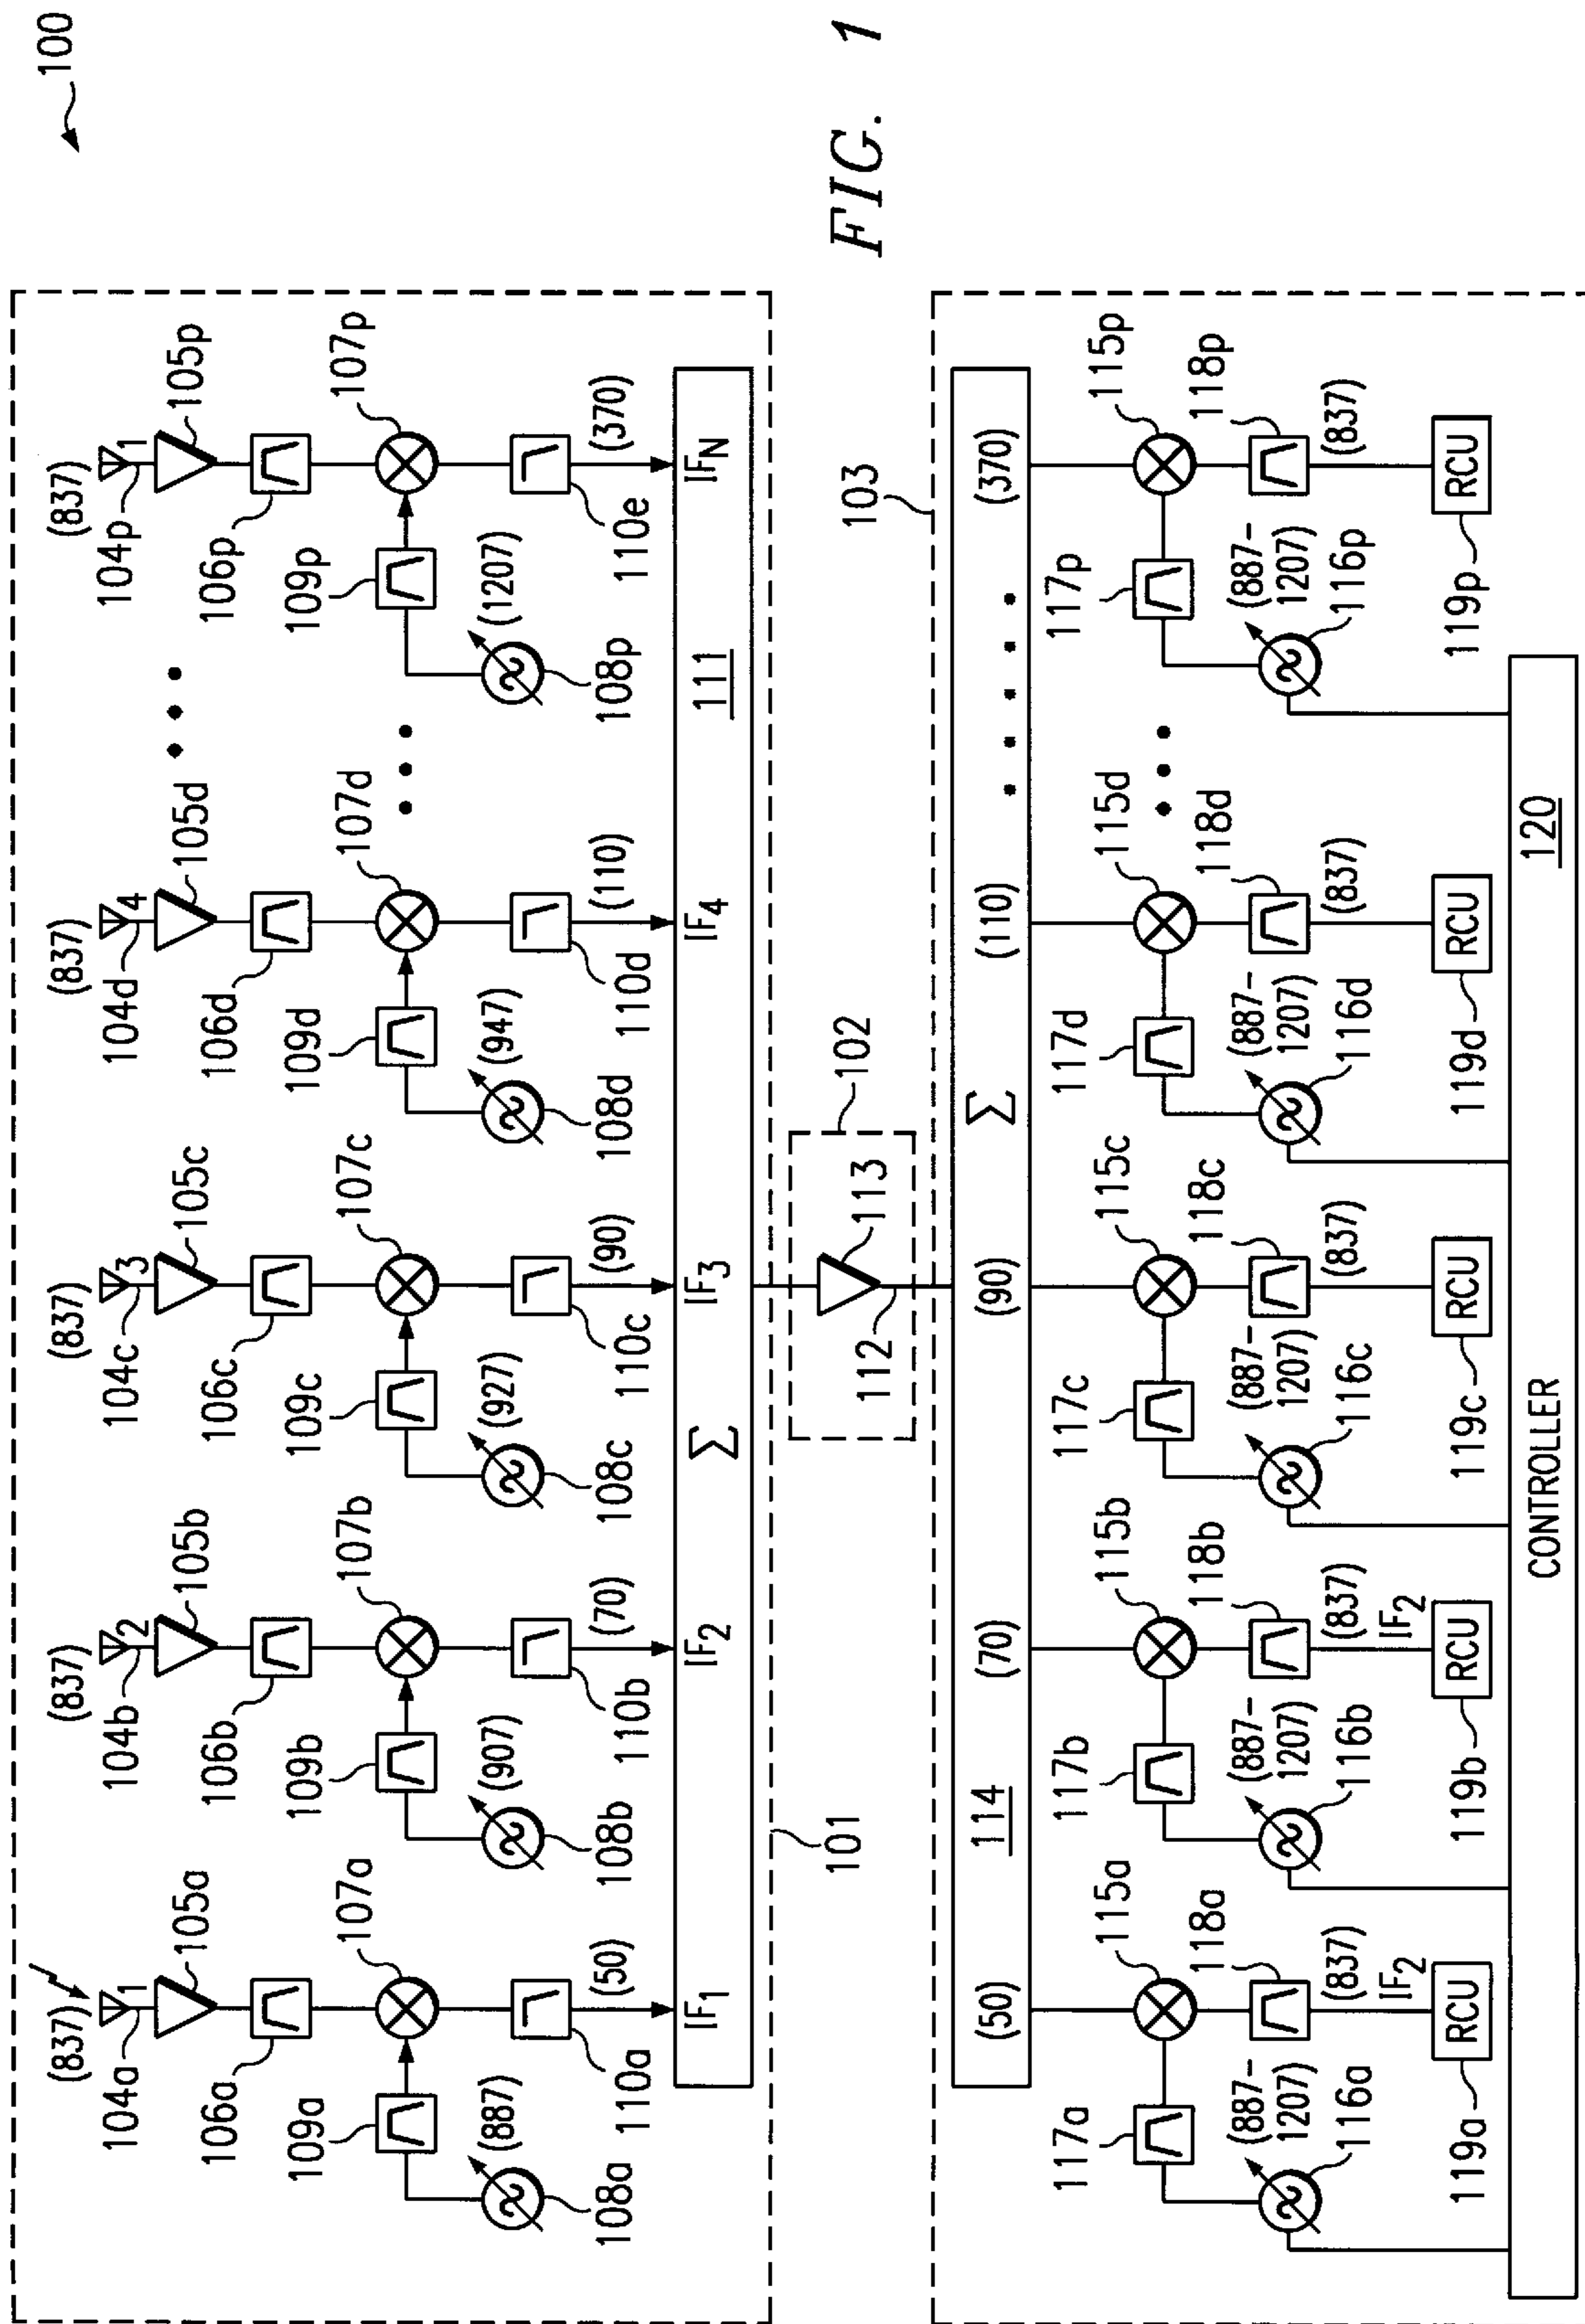 100
FIG. 1
(837) (837) (837) (837) (837)
104a 1 104b 2 104c 3 104d 4 104p 1
105a 105b 105c 105d 105p
106a 106b 106c 106d 106p
107a 107b 107c 107d 107p
109a 109b 109c 109d 109p
(887) (907) (927) (947) (1207)
108a 108b 108c 108d 108p
110a 110b 110c 110d 110e
(50) (70) (90) (110) (370)
IF1 IF2 IF3 IF4 IFN
Σ 111
101
102
113
112
103
114 Σ
(50) (70) (90) (110) (370)
115a 115b 115c 115d 115p
117a 117b 117c 117d 117p
118a 118b 118c 118d 118p
(887-1207) (887-1207) (887-1207) (887-1207) (887-1207)
116a 116b 116c 116d 116p
(837) (837) (837) (837) (837)
IF2 IF2
RCU RCU RCU RCU RCU
119a 119b 119c 119d 119p
CONTROLLER 120